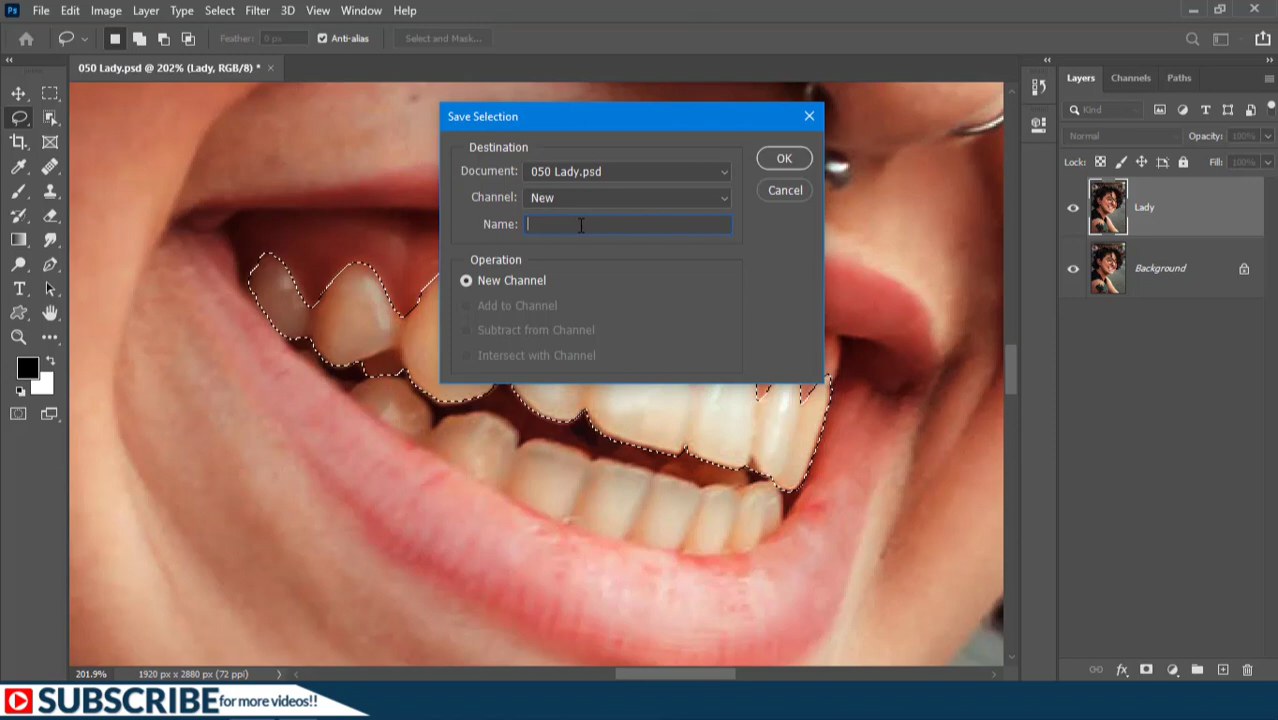 Ps File Edit Image Layer Type Select Filter 3D View Window Help
Feather: 0 px Anti-alias Select and Mask...
050 Lady.psd @ 202% (Lady, RGB/8) *
Save Selection
Destination
Document: 050 Lady.psd
Channel: New
Name:
OK
Cancel
Operation
New Channel
Add to Channel
Subtract from Channel
Intersect with Channel
Layers Channels Paths
Kind
Normal Opacity: 100%
Lock: Fill: 100%
Lady
Background
201.9% 1920 px x 2880 px (72 ppi)
SUBSCRIBE for more videos!!